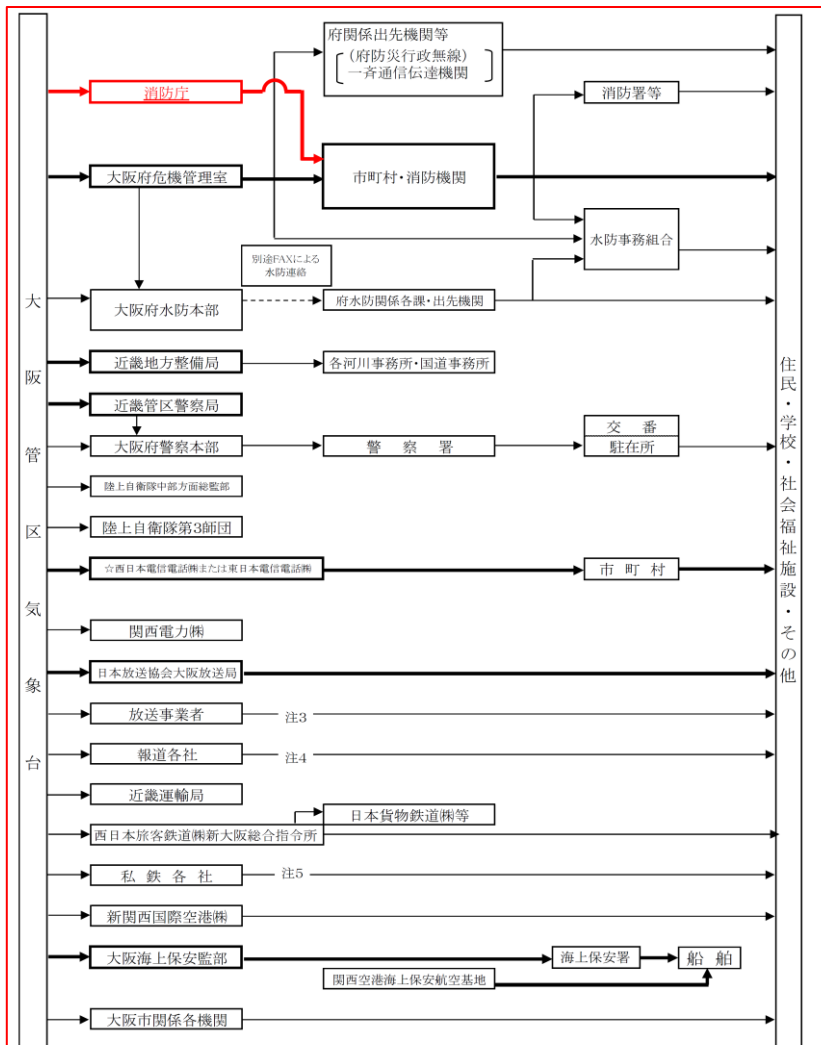 府関係出先機関等
(府防災行政無線)
一斉通信伝達機関
消防庁
消防署等
大阪府危機管理室
市町村・消防機関
水防事務組合
別途FAXによる
水防連絡
大阪府水防本部
府水防関係各課・出先機関
近畿地方整備局
各河川事務所・国道事務所
近畿管区警察局
大阪府警察本部
警察署
交番
駐在所
陸上自衛隊中部方面総監部
陸上自衛隊第3師団
☆西日本電信電話㈱または東日本電信電話㈱
市町村
関西電力㈱
日本放送協会大阪放送局
放送事業者
注3
報道各社
注4
近畿運輸局
日本貨物鉄道㈱等
西日本旅客鉄道㈱新大阪総合指令所
私鉄各社
注5
新関西国際空港㈱
大阪海上保安監部
海上保安署
船舶
関西空港海上保安航空基地
大阪市関係各機関
大阪管区気象台
住民・学校・社会福祉施設・その他